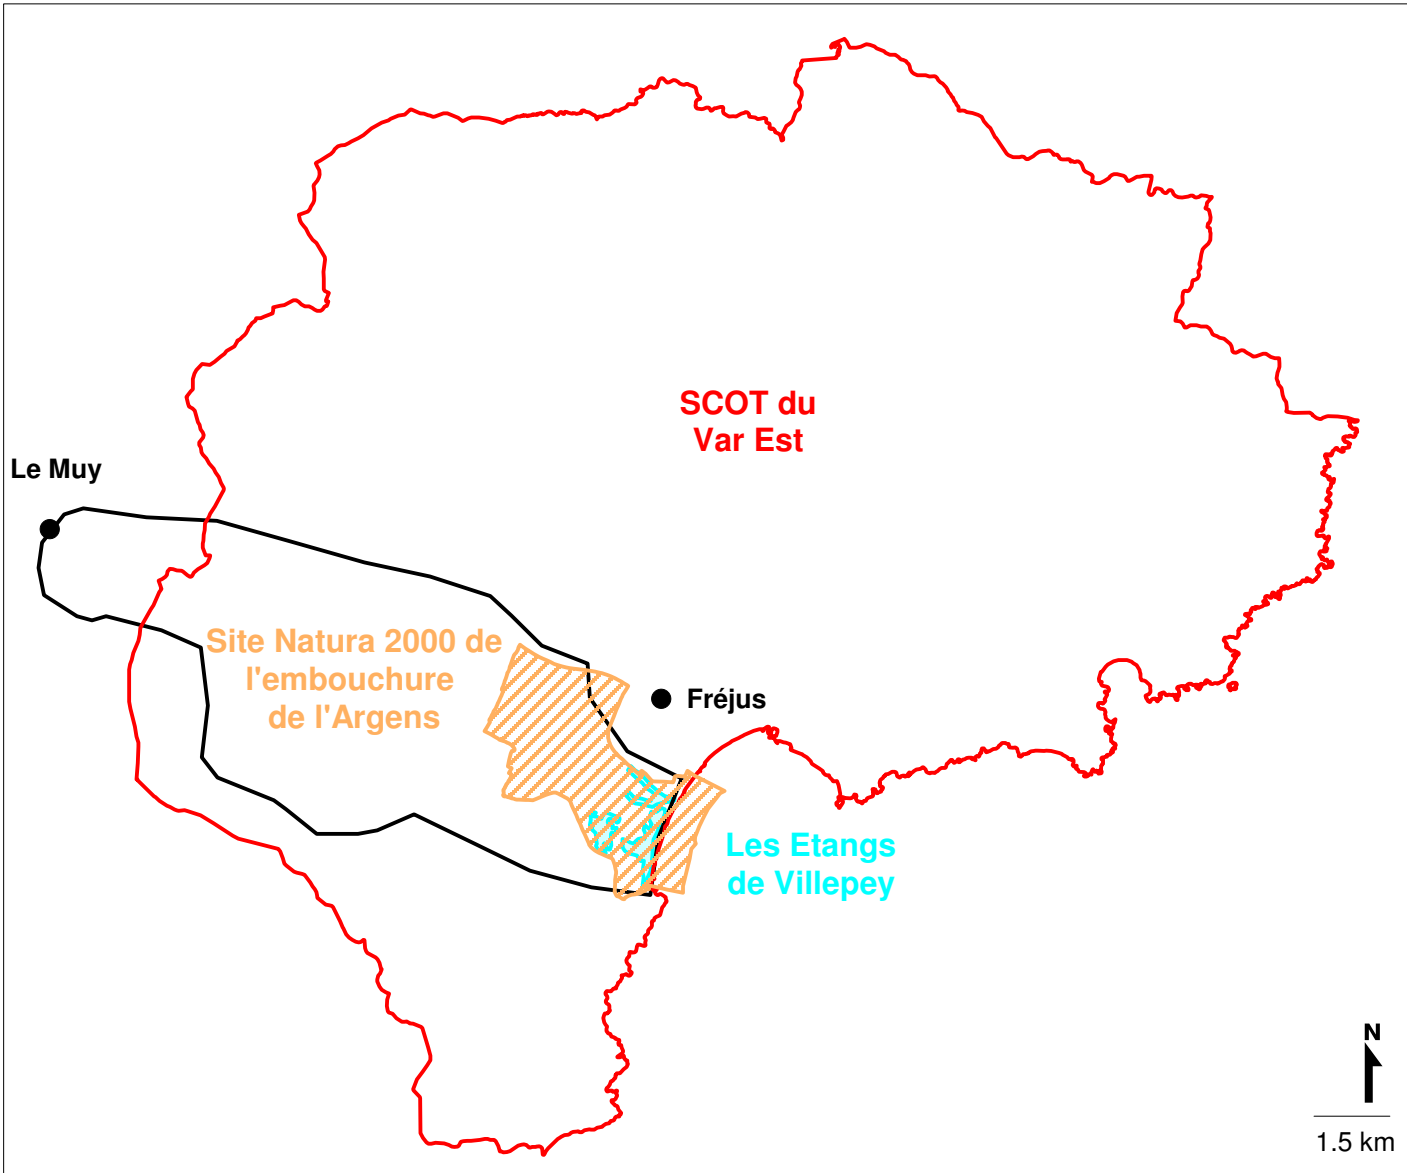 SCOT du
Var Est
Le Muy
Site Natura 2000 de
l'embouchure
de l'Argens
Fréjus
Les Etangs
de Villepey
N
1.5 km